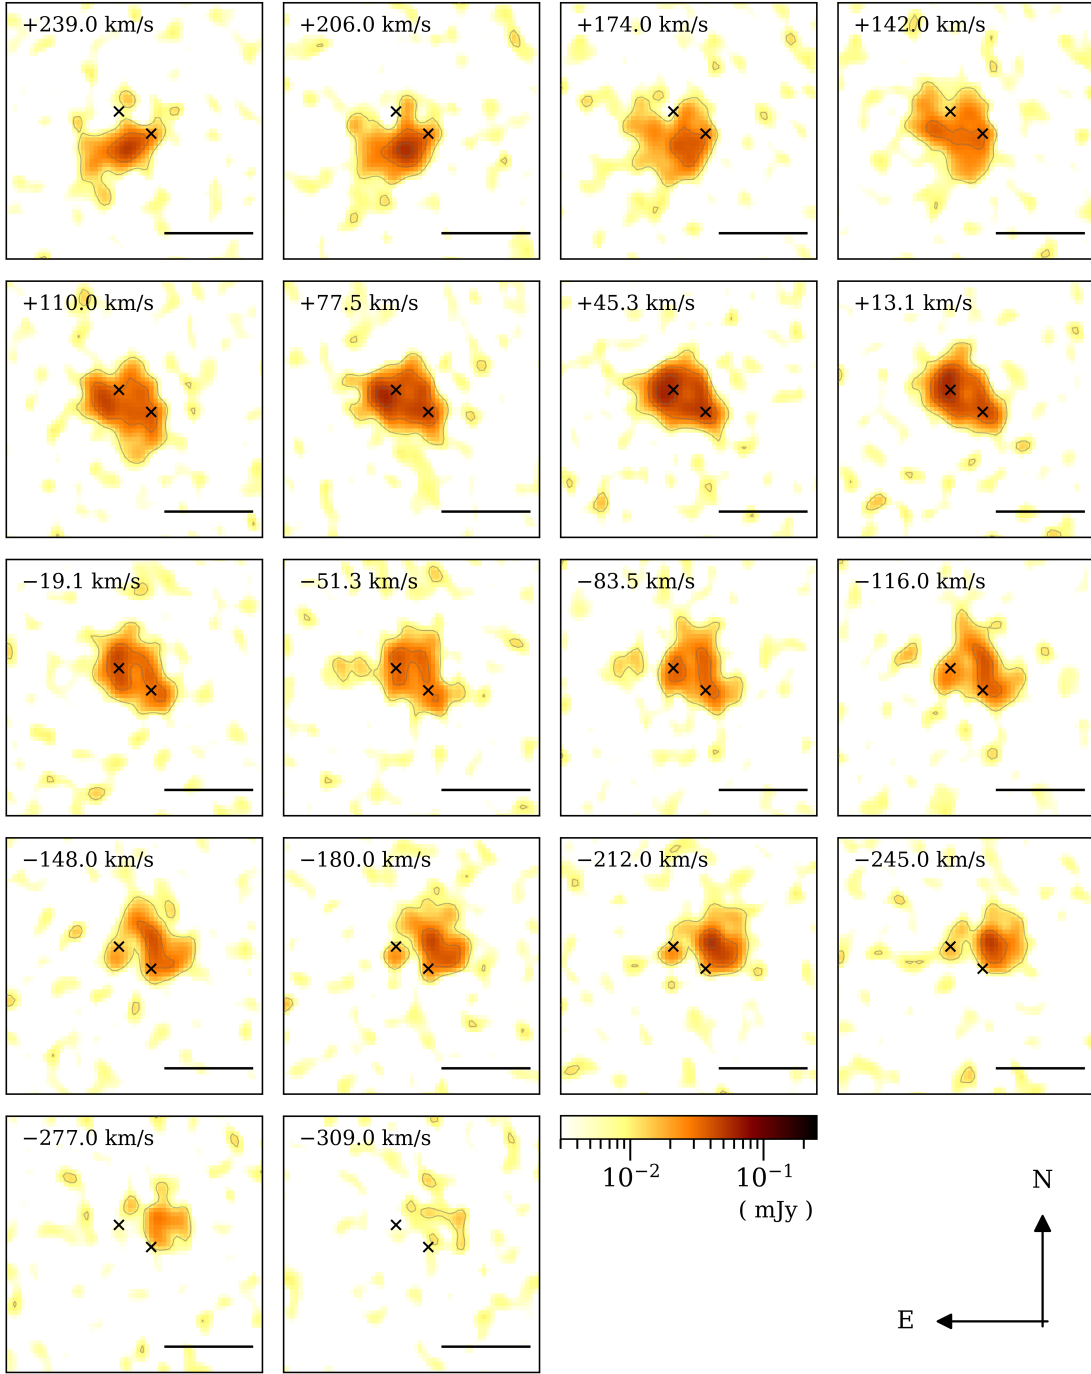 +239.0 km/s
+206.0 km/s
+174.0 km/s
+142.0 km/s
+110.0 km/s
+77.5 km/s
+45.3 km/s
+13.1 km/s
−19.1 km/s
−51.3 km/s
−83.5 km/s
−116.0 km/s
−148.0 km/s
−180.0 km/s
−212.0 km/s
−245.0 km/s
−277.0 km/s
−309.0 km/s
10⁻² 10⁻¹
( mJy )
N
E